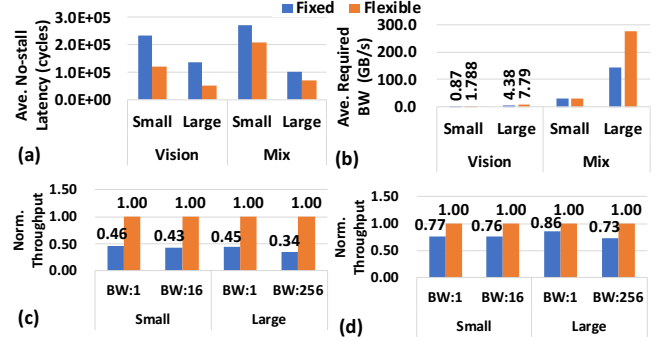 Fixed Flexible
Ave. No-stall
Latency (cycles)
3.0E+05
2.0E+05
1.0E+05
0.0E+00
Small Large Small Large
Vision Mix
(a)
Ave. Required
BW (GB/s)
300.0
200.0
100.0
0.0
0.87
1.788
4.38
7.79
Small Large Small Large
Vision Mix
(b)
Norm.
Throughput
1.50
1.00
0.50
0.00
1.00 1.00 1.00 1.00
0.46 0.43 0.45 0.34
BW:1 BW:16 BW:1 BW:256
Small Large
(c)
Norm.
Throughput
1.50
1.00
0.50
0.00
1.00 1.00 1.00 1.00
0.77 0.76 0.86 0.73
BW:1 BW:16 BW:1 BW:256
Small Large
(d)